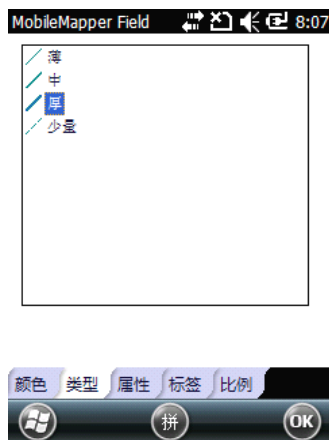 MobileMapper Field 8:07
薄
中
厚
少量
颜色 类型 属性 标签 比例
拼 OK